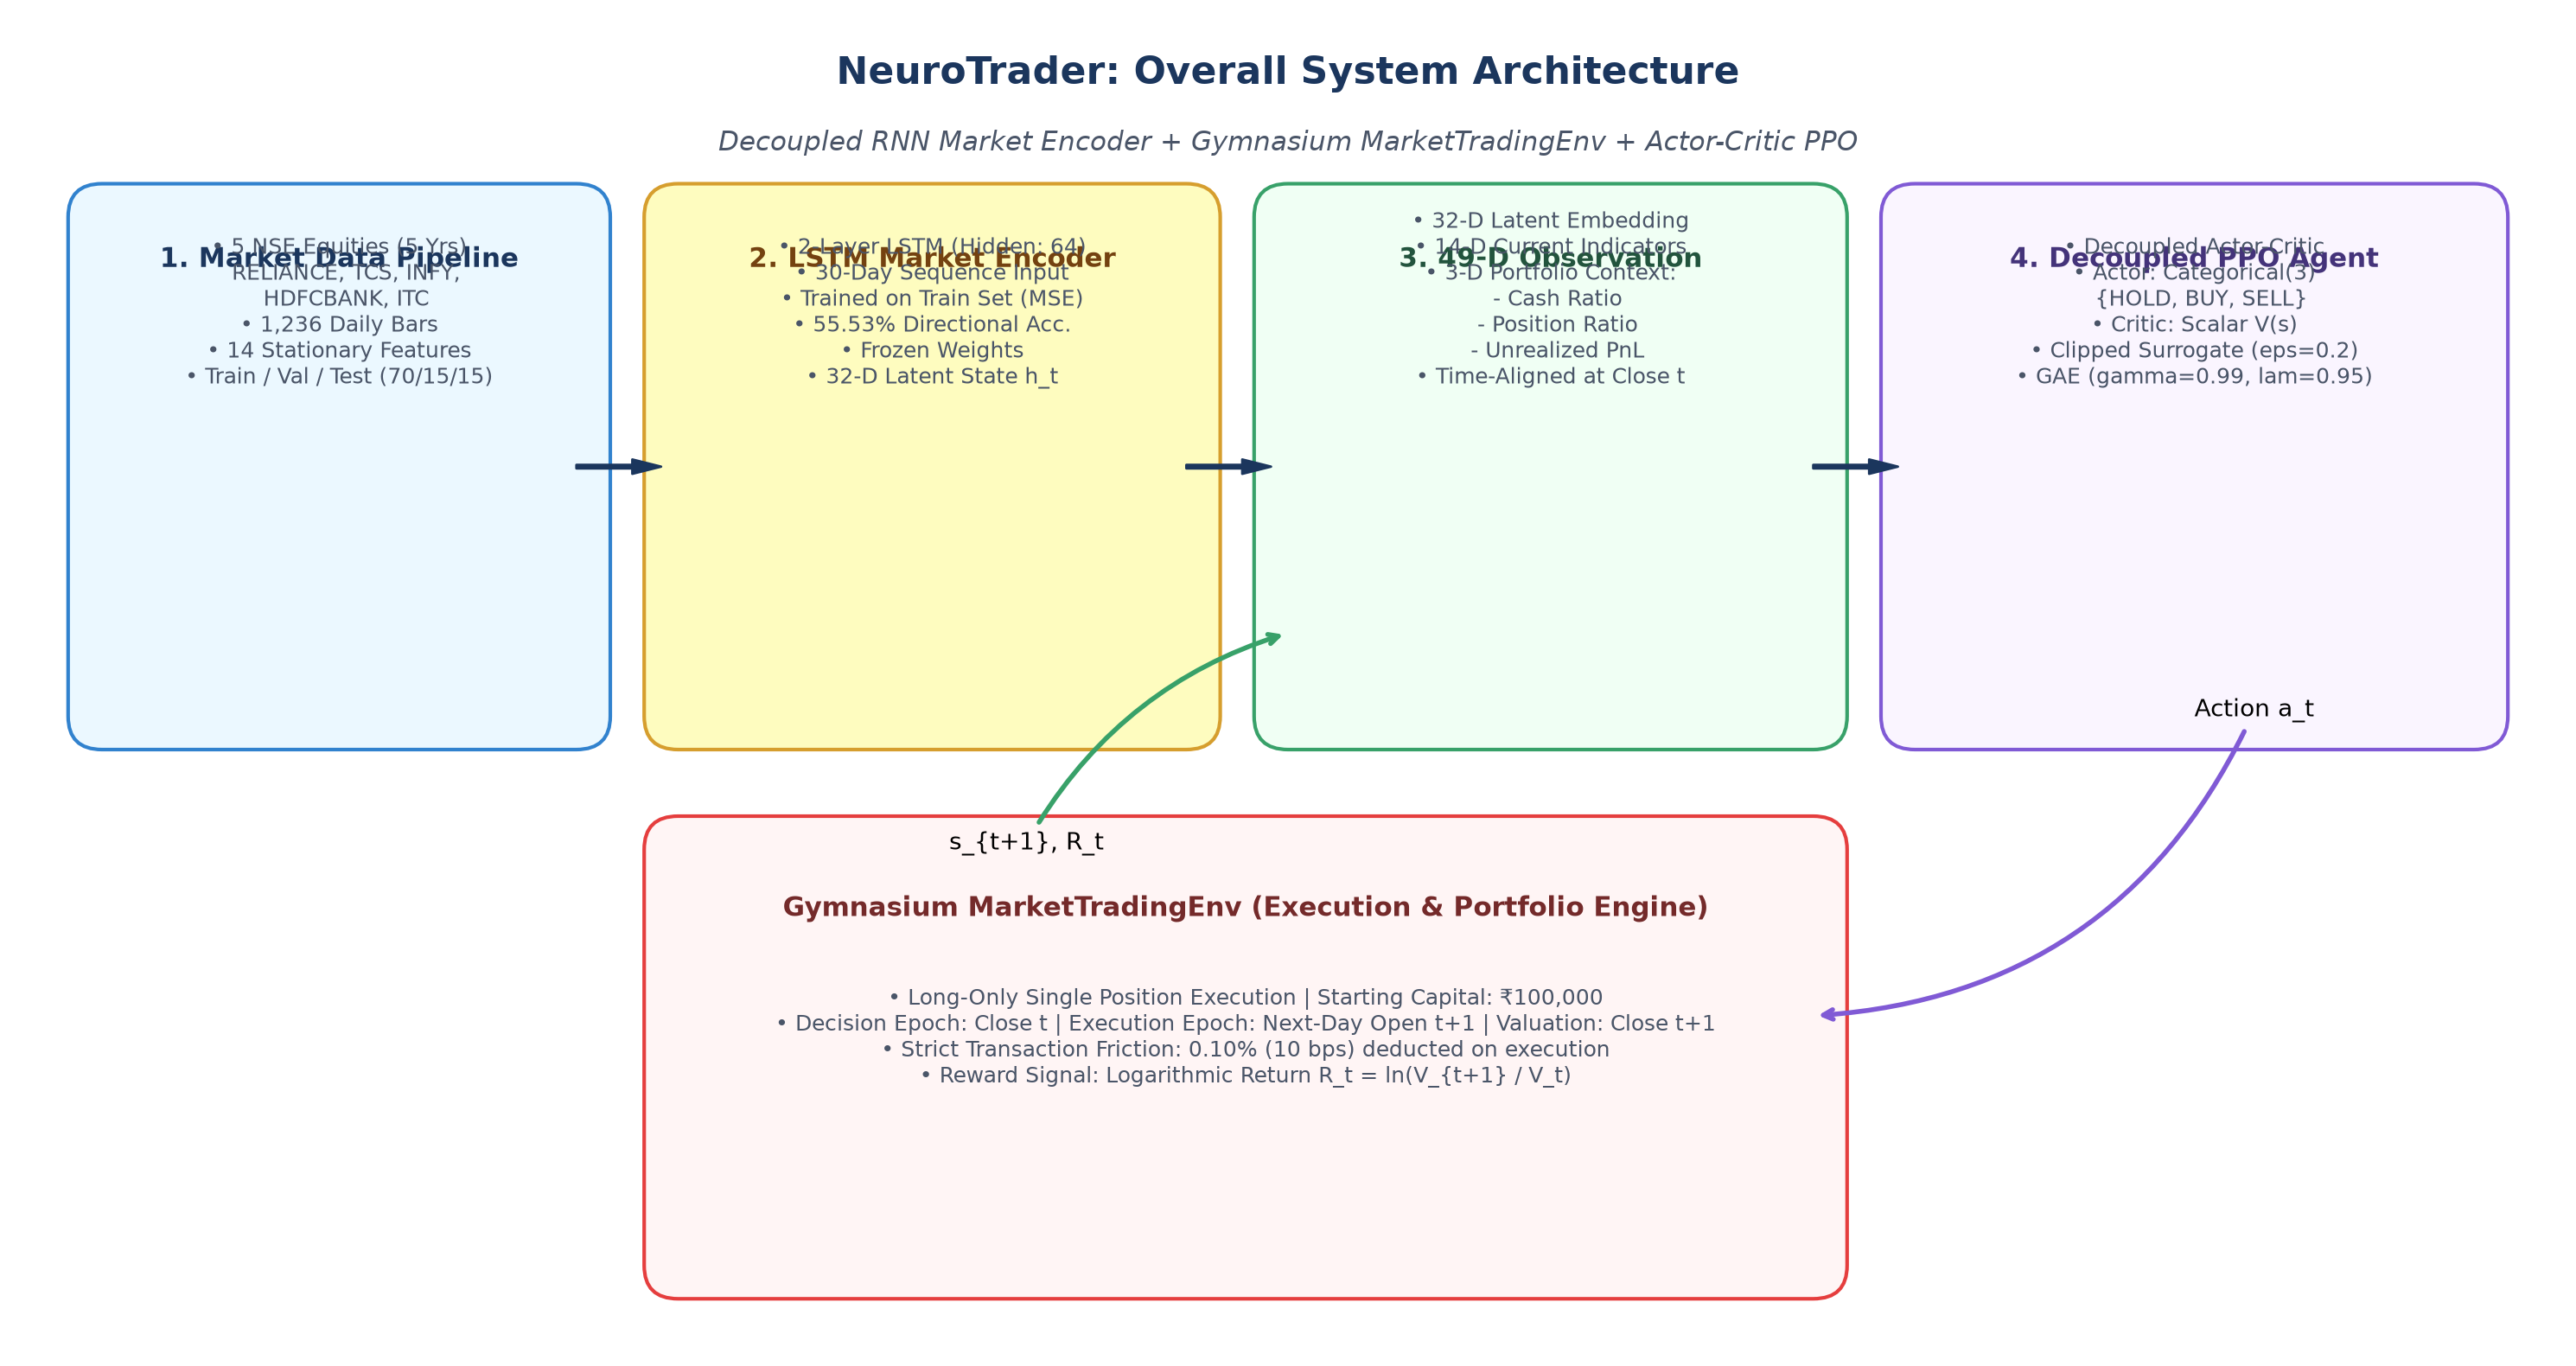 NeuroTrader: Overall System Architecture
Decoupled RNN Market Encoder + Gymnasium MarketTradingEnv + Actor-Critic PPO
1. Market Data Pipeline
• 5 NSE Equities (5 Yrs)
RELIANCE, TCS, INFY,
HDFCBANK, ITC
• 1,236 Daily Bars
• 14 Stationary Features
• Train / Val / Test (70/15/15)
2. LSTM Market Encoder
• 2-Layer LSTM (Hidden: 64)
• 30-Day Sequence Input
• Trained on Train Set (MSE)
• 55.53% Directional Acc.
• Frozen Weights
• 32-D Latent State h_t
3. 49-D Observation
• 32-D Latent Embedding
• 14-D Current Indicators
• 3-D Portfolio Context:
- Cash Ratio
- Position Ratio
- Unrealized PnL
• Time-Aligned at Close t
4. Decoupled PPO Agent
• Decoupled Actor-Critic
• Actor: Categorical(3)
{HOLD, BUY, SELL}
• Critic: Scalar V(s)
• Clipped Surrogate (eps=0.2)
• GAE (gamma=0.99, lam=0.95)
Action a_t
s_{t+1}, R_t
Gymnasium MarketTradingEnv (Execution & Portfolio Engine)
• Long-Only Single Position Execution | Starting Capital: ₹100,000
• Decision Epoch: Close t | Execution Epoch: Next-Day Open t+1 | Valuation: Close t+1
• Strict Transaction Friction: 0.10% (10 bps) deducted on execution
• Reward Signal: Logarithmic Return R_t = ln(V_{t+1} / V_t)